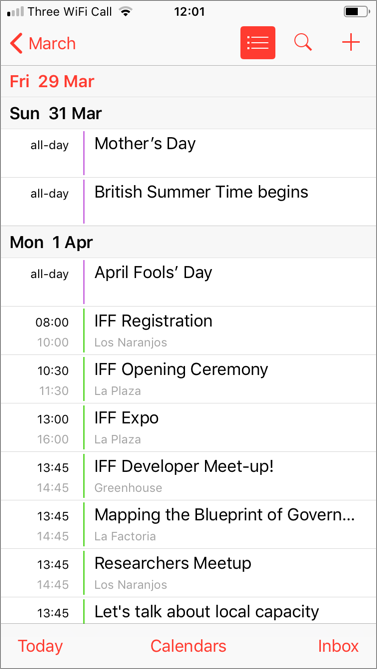 Three WiFi Call 12:01
March
Fri 29 Mar
Sun 31 Mar
all-day Mother's Day
all-day British Summer Time begins
Mon 1 Apr
all-day April Fools' Day
08:00 IFF Registration
10:00 Los Naranjos
10:30 IFF Opening Ceremony
11:30 La Plaza
13:00 IFF Expo
16:00 La Plaza
13:45 IFF Developer Meet-up!
14:45 Greenhouse
13:45 Mapping the Blueprint of Govern...
14:45 La Factoria
13:45 Researchers Meetup
14:45 Los Naranjos
13:45 Let's talk about local capacity
Today Calendars Inbox